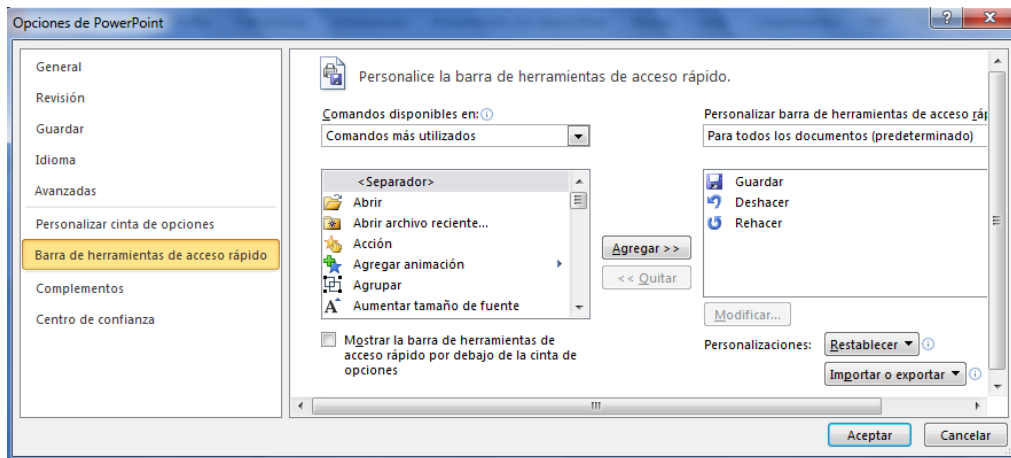 Opciones de PowerPoint
General
Revisión
Guardar
Idioma
Avanzadas
Personalizar cinta de opciones
Barra de herramientas de acceso rápido
Complementos
Centro de confianza
Personalice la barra de herramientas de acceso rápido.
Comandos disponibles en:
Comandos más utilizados
<Separador>
Abrir
Abrir archivo reciente...
Acción
Agregar animación
Agrupar
Aumentar tamaño de fuente
Mostrar la barra de herramientas de
acceso rápido por debajo de la cinta de
opciones
Agregar >>
<< Quitar
Personalizar barra de herramientas de acceso ráp
Para todos los documentos (predeterminado)
Guardar
Deshacer
Rehacer
Modificar...
Personalizaciones:
Restablecer
Importar o exportar
Aceptar
Cancelar